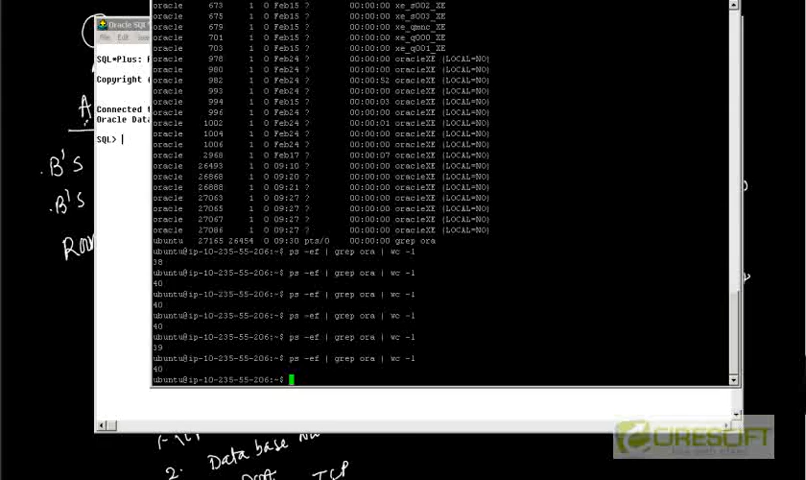 oracle 673 1 0 Feb15 ? 00:00:00 xe_s002_XE
oracle 675 1 0 Feb15 ? 00:00:00 xe_s003_XE
oracle 679 1 0 Feb15 ? 00:00:00 xe_qmnc_XE
oracle 701 1 0 Feb15 ? 00:00:00 xe_q000_XE
oracle 703 1 0 Feb15 ? 00:00:00 xe_q001_XE
oracle 978 1 0 Feb24 ? 00:00:00 oracleXE (LOCAL=NO)
oracle 980 1 0 Feb24 ? 00:00:00 oracleXE (LOCAL=NO)
oracle 982 1 0 Feb24 ? 00:00:52 oracleXE (LOCAL=NO)
oracle 993 1 0 Feb24 ? 00:00:00 oracleXE (LOCAL=NO)
oracle 994 1 0 Feb15 ? 00:00:03 oracleXE (LOCAL=NO)
oracle 996 1 0 Feb24 ? 00:00:00 oracleXE (LOCAL=NO)
oracle 1002 1 0 Feb24 ? 00:00:01 oracleXE (LOCAL=NO)
oracle 1004 1 0 Feb24 ? 00:00:00 oracleXE (LOCAL=NO)
oracle 1006 1 0 Feb24 ? 00:00:00 oracleXE (LOCAL=NO)
oracle 2968 1 0 Feb17 ? 00:00:07 oracleXE (LOCAL=NO)
oracle 26493 1 0 09:10 ? 00:00:00 oracleXE (LOCAL=NO)
oracle 26868 1 0 09:20 ? 00:00:00 oracleXE (LOCAL=NO)
oracle 26888 1 0 09:21 ? 00:00:00 oracleXE (LOCAL=NO)
oracle 27063 1 0 09:27 ? 00:00:00 oracleXE (LOCAL=NO)
oracle 27065 1 0 09:27 ? 00:00:00 oracleXE (LOCAL=NO)
oracle 27067 1 0 09:27 ? 00:00:00 oracleXE (LOCAL=NO)
oracle 27086 1 0 09:27 ? 00:00:00 oracleXE (LOCAL=NO)
ubuntu 27165 26454 0 09:30 pts/0 00:00:00 grep ora
ubuntu@ip-10-235-55-206:~$ ps -ef | grep ora | wc -l
38
ubuntu@ip-10-235-55-206:~$ ps -ef | grep ora | wc -l
40
ubuntu@ip-10-235-55-206:~$ ps -ef | grep ora | wc -l
40
ubuntu@ip-10-235-55-206:~$ ps -ef | grep ora | wc -l
40
ubuntu@ip-10-235-55-206:~$ ps -ef | grep ora | wc -l
39
ubuntu@ip-10-235-55-206:~$ ps -ef | grep ora | wc -l
40
ubuntu@ip-10-235-55-206:~$
Oracle SQL*
File Edit
SQL*Plus:
Copyright (
Connected
Oracle Data
SQL>
A
.B's
.B's
2. Data base
TCP
CIRESOFT